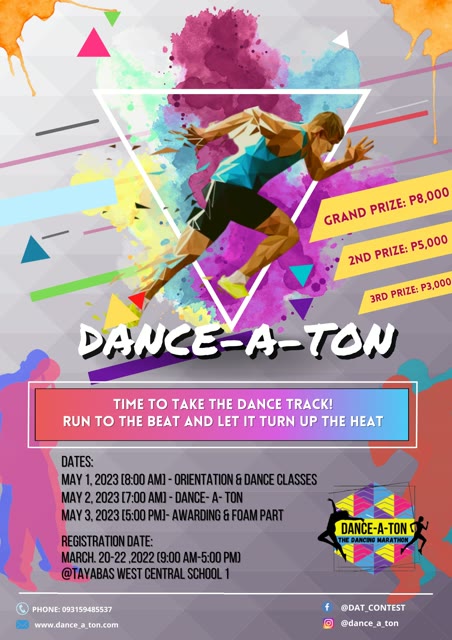 GRAND PRIZE: P8,000
2ND PRIZE: P5,000
3RD PRIZE: P3,000
DANCE-A-TON
TIME TO TAKE THE DANCE TRACK!
RUN TO THE BEAT AND LET IT TURN UP THE HEAT
DATES:
MAY 1, 2023 [8:00 AM] - ORIENTATION & DANCE CLASSES
MAY 2, 2023 [7:00 AM] - DANCE- A- TON
MAY 3, 2023 [5:00 PM]- AWARDING & FOAM PART
REGISTRATION DATE:
MARCH. 20-22 ,2022 (9:00 AM-5:00 PM)
@TAYABAS WEST CENTRAL SCHOOL 1
DANCE-A-TON
THE DANCING MARATHON
PHONE: 093159485537
www.dance_a_ton.com
@DAT_CONTEST
@dance_a_ton